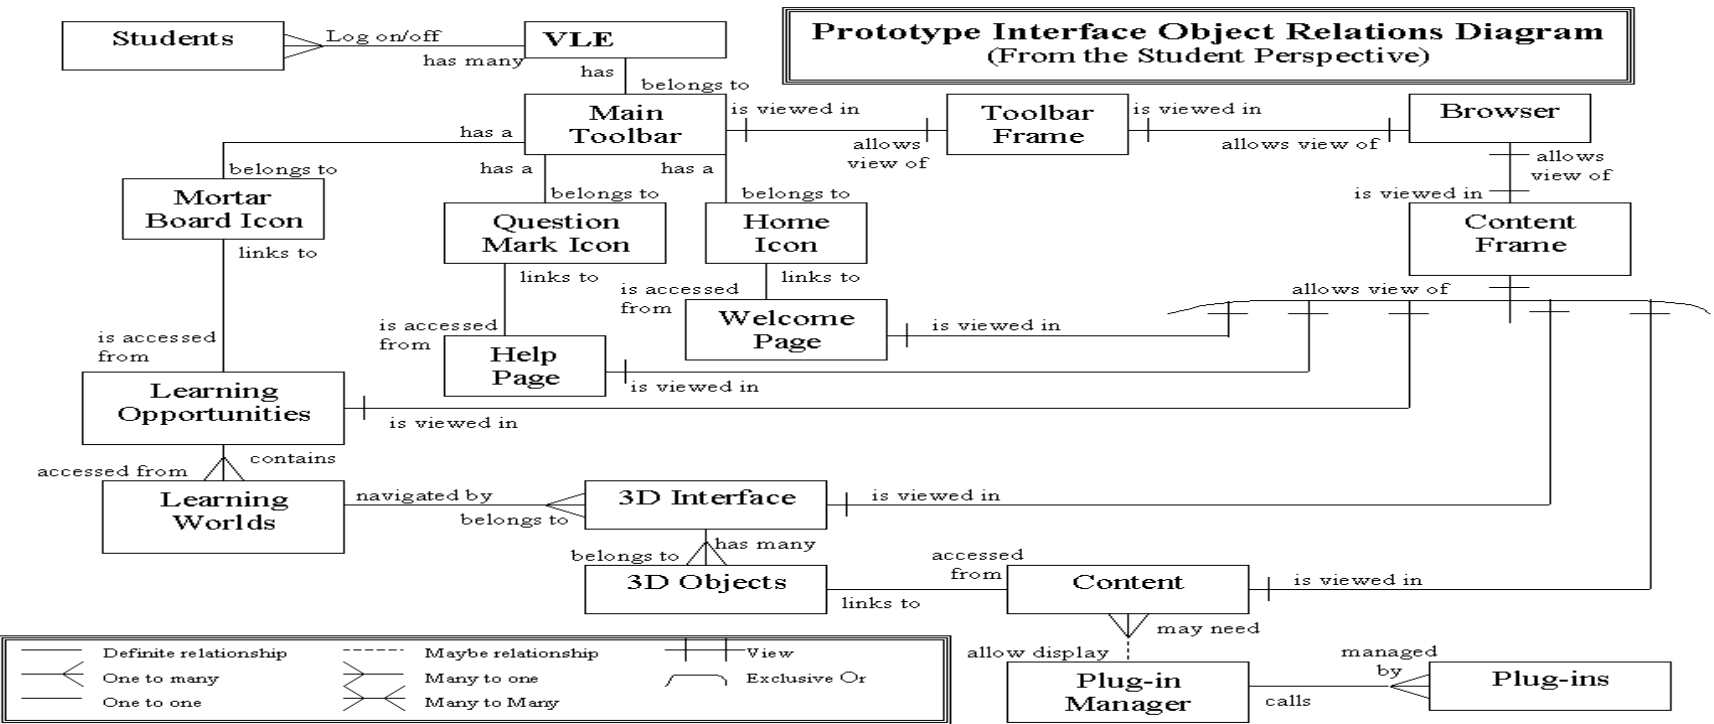 Students
Log on/off
has many
VLE
has
belongs to
Prototype Interface Object Relations Diagram
(From the Student Perspective)
Main
Toolbar
is viewed in
allows
view of
Toolbar
Frame
is viewed in
allows view of
Browser
allows
view of
is viewed in
Content
Frame
allows view of
has a
belongs to
Mortar
Board Icon
links to
is accessed
from
has a
belongs to
Question
Mark Icon
links to
is accessed
from
has a
belongs to
Home
Icon
links to
is accessed
from
Welcome
Page
is viewed in
Help
Page
is viewed in
Learning
Opportunities
is viewed in
contains
accessed from
Learning
Worlds
navigated by
belongs to
3D Interface
is viewed in
has many
belongs to
3D Objects
links to
accessed
from
Content
is viewed in
may need
allow display
Plug-in
Manager
calls
managed
by
Plug-ins
Definite relationship
One to many
One to one
Maybe relationship
Many to one
Many to Many
View
Exclusive Or